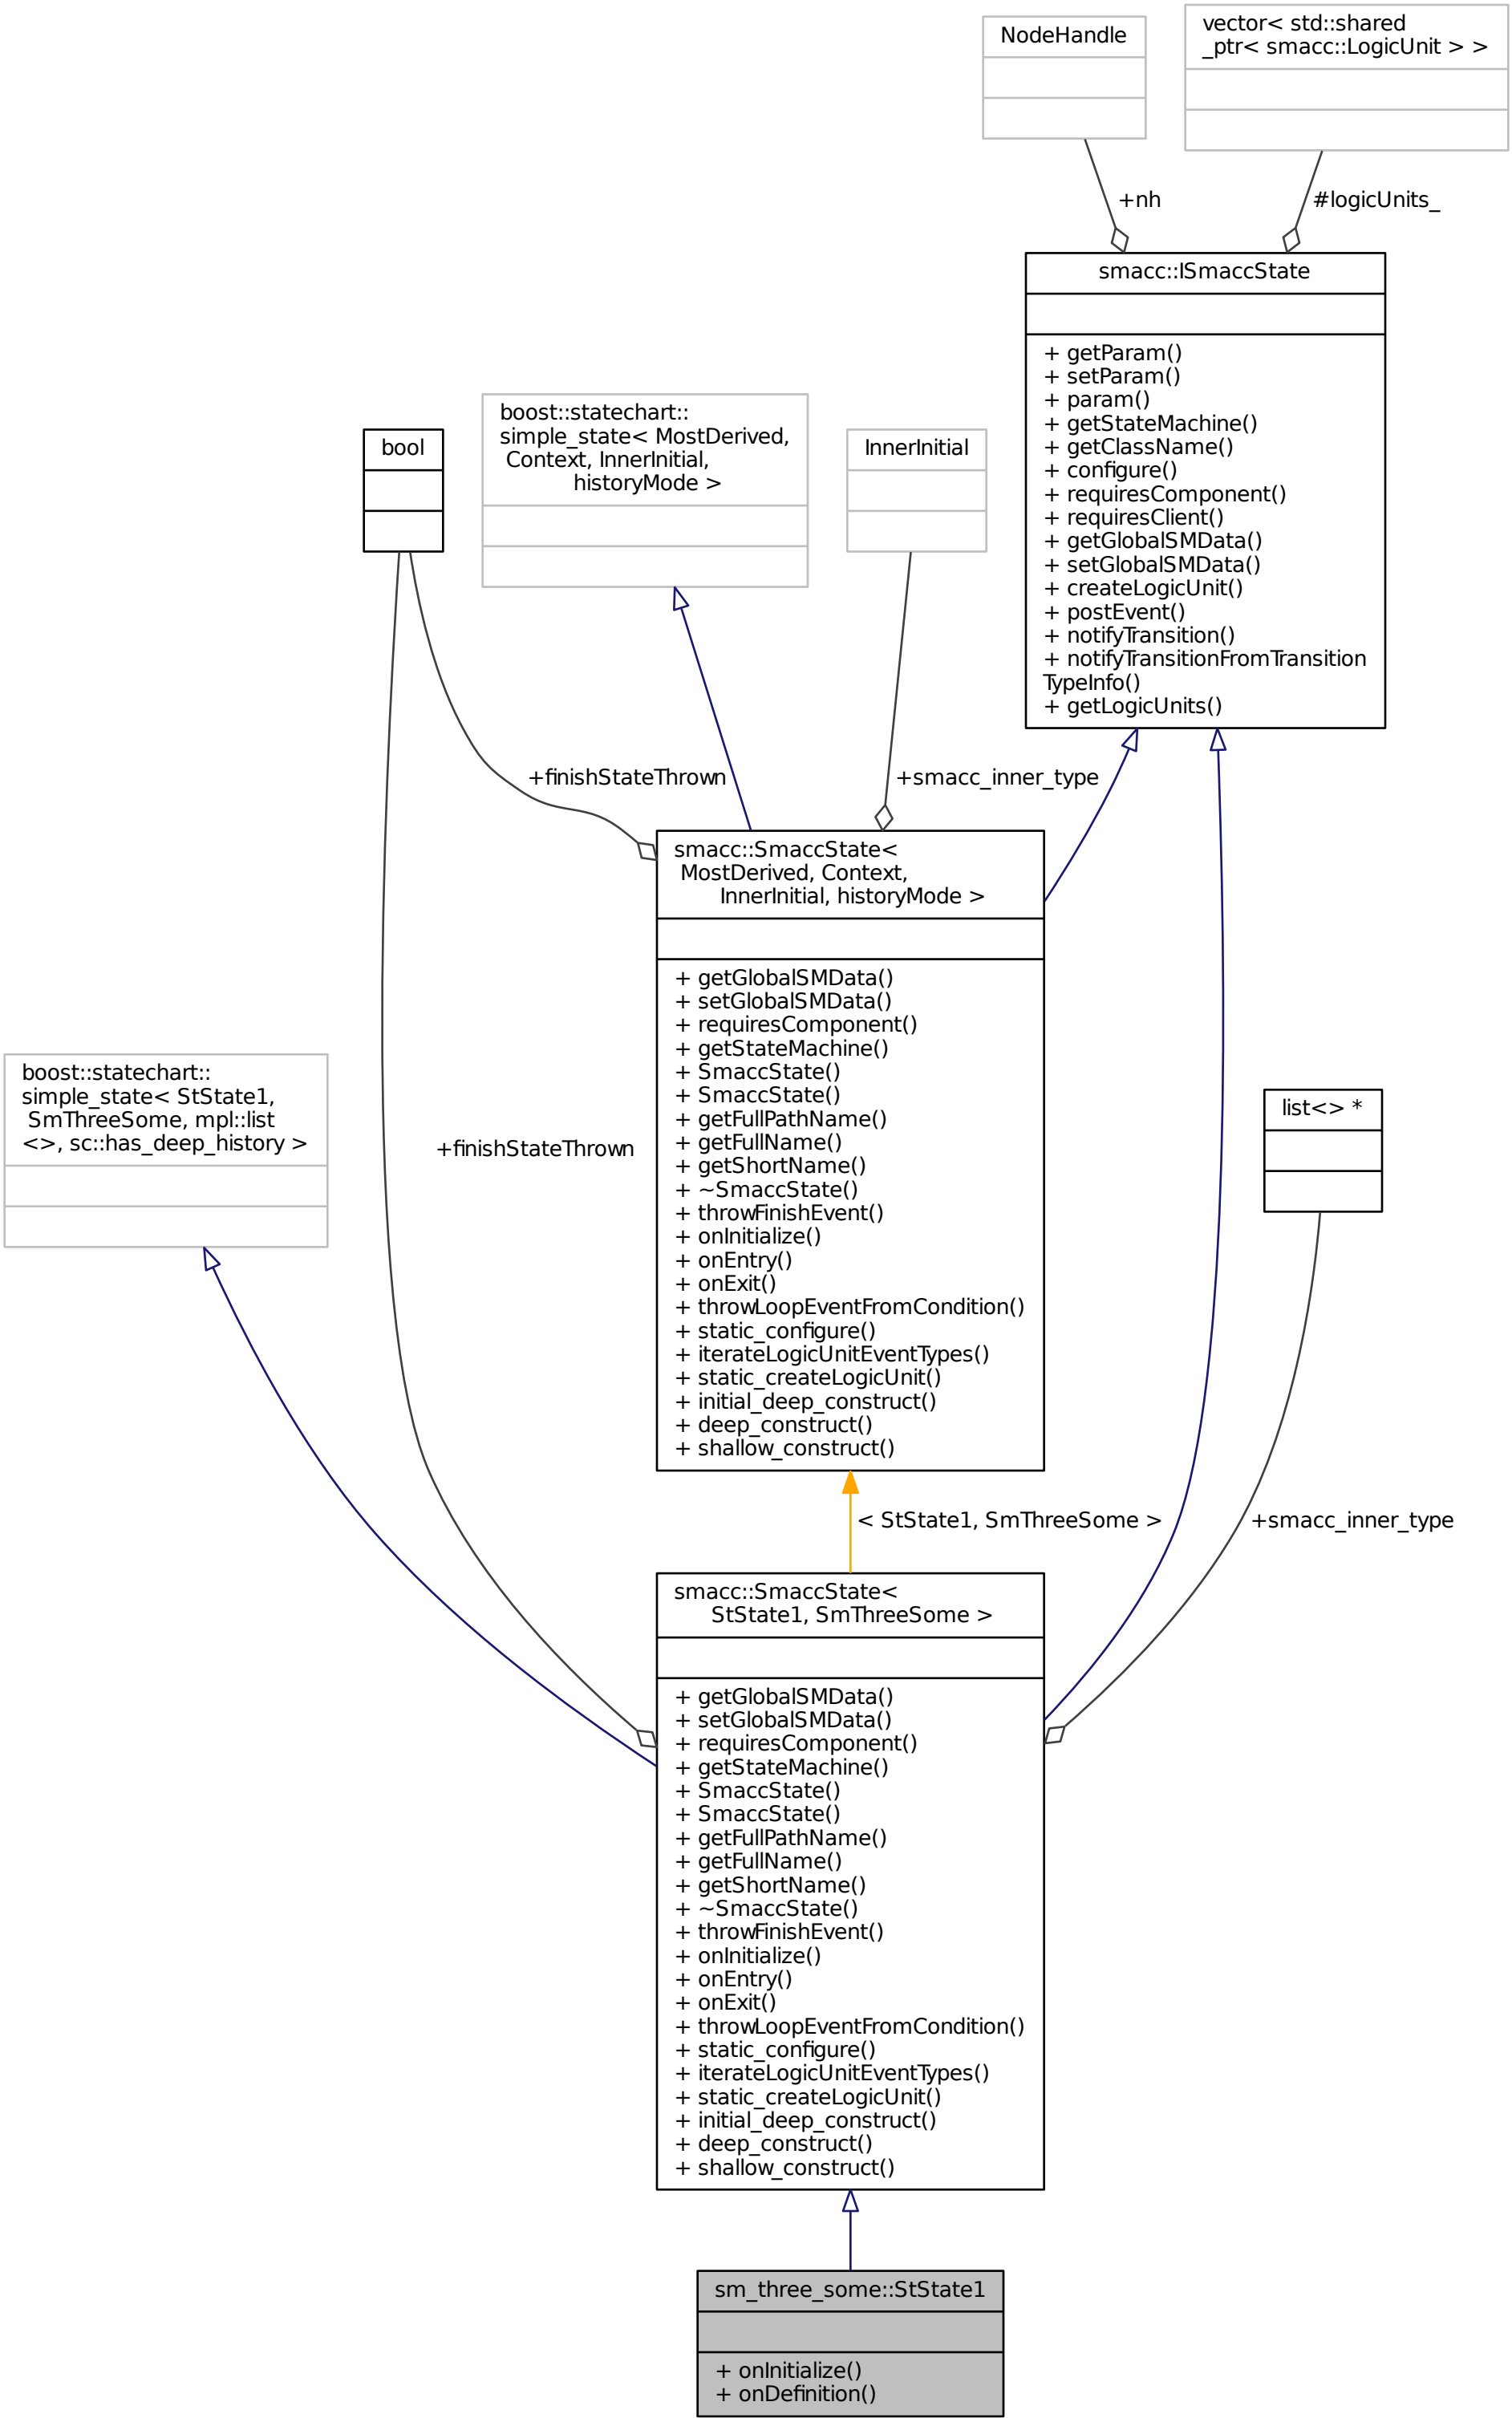 NodeHandle
vector< std::shared
_ptr< smacc::LogicUnit > >
+nh
#logicUnits_
smacc::ISmaccState
+ getParam()
+ setParam()
+ param()
+ getStateMachine()
+ getClassName()
+ configure()
+ requiresComponent()
+ requiresClient()
+ getGlobalSMData()
+ setGlobalSMData()
+ createLogicUnit()
+ postEvent()
+ notifyTransition()
+ notifyTransitionFromTransition
TypeInfo()
+ getLogicUnits()
bool
boost::statechart::
simple_state< MostDerived,
Context, InnerInitial,
historyMode >
InnerInitial
+finishStateThrown
+smacc_inner_type
smacc::SmaccState<
MostDerived, Context,
InnerInitial, historyMode >
+ getGlobalSMData()
+ setGlobalSMData()
+ requiresComponent()
+ getStateMachine()
+ SmaccState()
+ SmaccState()
+ getFullPathName()
+ getFullName()
+ getShortName()
+ ~SmaccState()
+ throwFinishEvent()
+ onInitialize()
+ onEntry()
+ onExit()
+ throwLoopEventFromCondition()
+ static_configure()
+ iterateLogicUnitEventTypes()
+ static_createLogicUnit()
+ initial_deep_construct()
+ deep_construct()
+ shallow_construct()
boost::statechart::
simple_state< StState1,
SmThreeSome, mpl::list
<>, sc::has_deep_history >
+finishStateThrown
list<> *
< StState1, SmThreeSome >
+smacc_inner_type
smacc::SmaccState<
StState1, SmThreeSome >
+ getGlobalSMData()
+ setGlobalSMData()
+ requiresComponent()
+ getStateMachine()
+ SmaccState()
+ SmaccState()
+ getFullPathName()
+ getFullName()
+ getShortName()
+ ~SmaccState()
+ throwFinishEvent()
+ onInitialize()
+ onEntry()
+ onExit()
+ throwLoopEventFromCondition()
+ static_configure()
+ iterateLogicUnitEventTypes()
+ static_createLogicUnit()
+ initial_deep_construct()
+ deep_construct()
+ shallow_construct()
sm_three_some::StState1
+ onInitialize()
+ onDefinition()